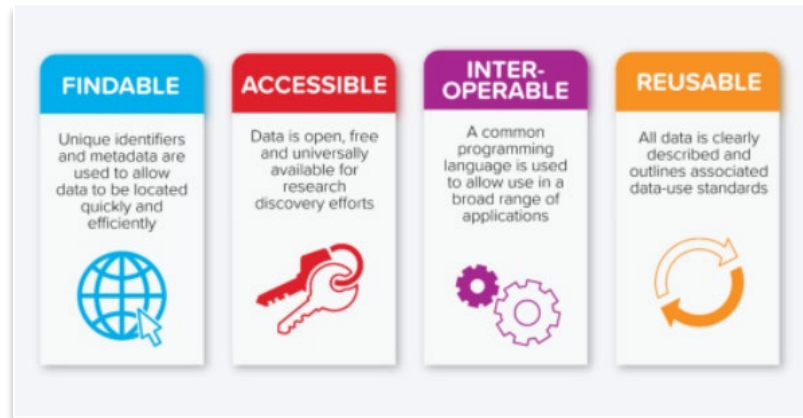 FINDABLE
Unique identifiers
and metadata are
used to allow
data to be located
quickly and
efficiently
ACCESSIBLE
Data is open, free
and universally
available for
research
discovery efforts
INTER-
OPERABLE
A common
programming
language is used
to allow use in a
broad range of
applications
REUSABLE
All data is clearly
described and
outlines associated
data-use standards